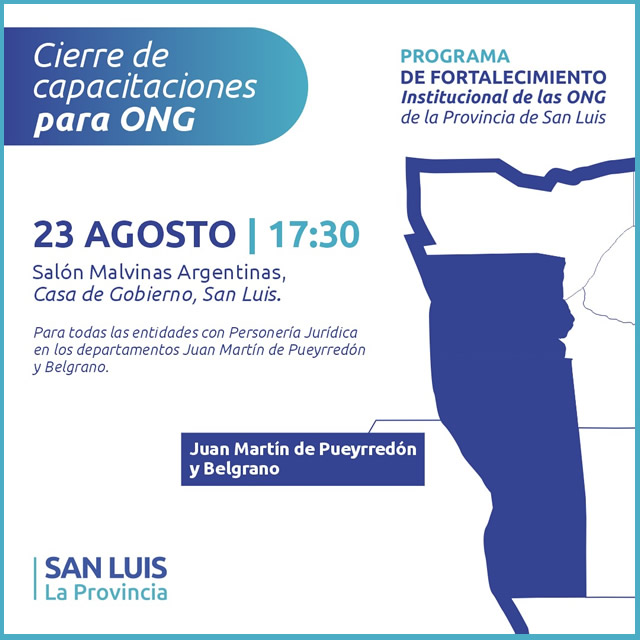 Cierre de
capacitaciones
para ONG
PROGRAMA
DE FORTALECIMIENTO
Institucional de las ONG
de la Provincia de San Luis
23 AGOSTO | 17:30
Salón Malvinas Argentinas,
Casa de Gobierno, San Luis.
Para todas las entidades con Personería Jurídica
en los departamentos Juan Martín de Pueyrredón
y Belgrano.
Juan Martín de Pueyrredón
y Belgrano
SAN LUIS
La Provincia